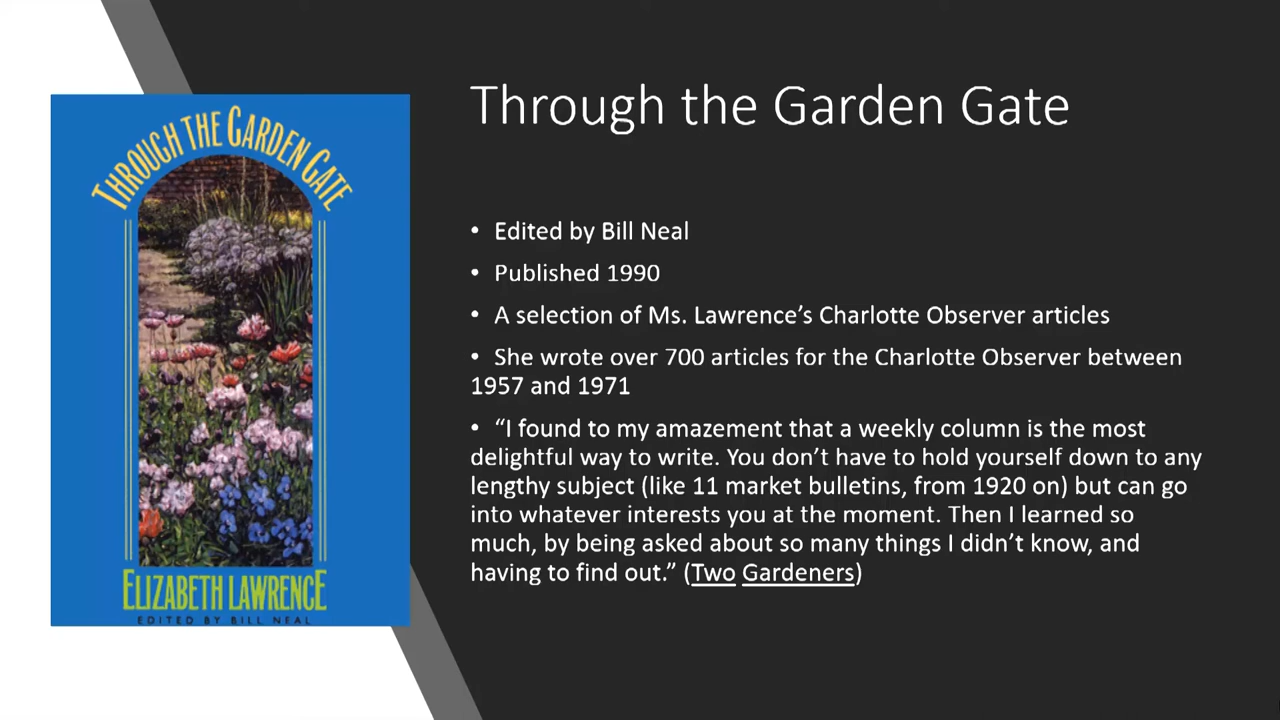 THROUGH THE GARDEN GATE
ELIZABETH LAWRENCE
EDITED BY BILL NEAL
Through the Garden Gate
• Edited by Bill Neal
• Published 1990
• A selection of Ms. Lawrence’s Charlotte Observer articles
• She wrote over 700 articles for the Charlotte Observer between
1957 and 1971
• “I found to my amazement that a weekly column is the most
delightful way to write. You don’t have to hold yourself down to any
lengthy subject (like 11 market bulletins, from 1920 on) but can go
into whatever interests you at the moment. Then I learned so
much, by being asked about so many things I didn’t know, and
having to find out.” (Two Gardeners)